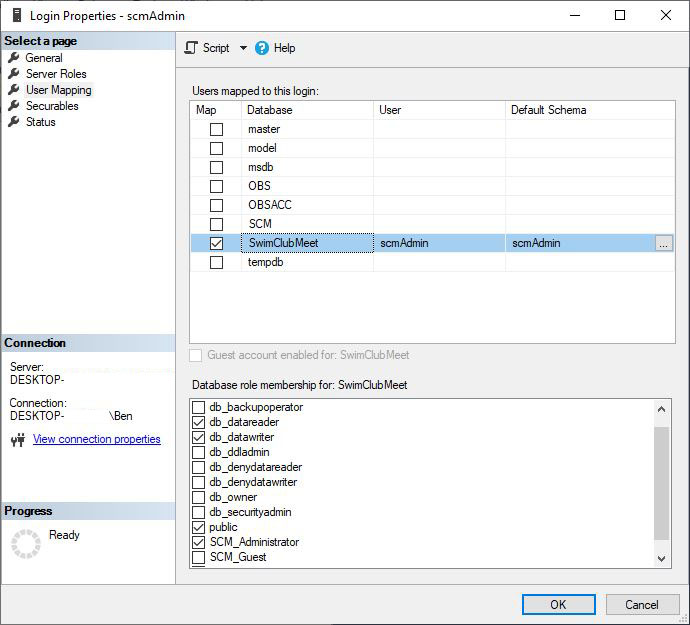 Login Properties - scmAdmin
Select a page
General
Server Roles
User Mapping
Securables
Status
Connection
Server:
DESKTOP-
Connection:
DESKTOP- \Ben
View connection properties
Progress
Ready
Script Help
Users mapped to this login:
Map Database User Default Schema
master
model
msdb
OBS
OBSACC
SCM
SwimClubMeet scmAdmin scmAdmin ...
tempdb
Guest account enabled for: SwimClubMeet
Database role membership for: SwimClubMeet
db_backupoperator
db_datareader
db_datawriter
db_ddladmin
db_denydatareader
db_denydatawriter
db_owner
db_securityadmin
public
SCM_Administrator
SCM_Guest
OK Cancel